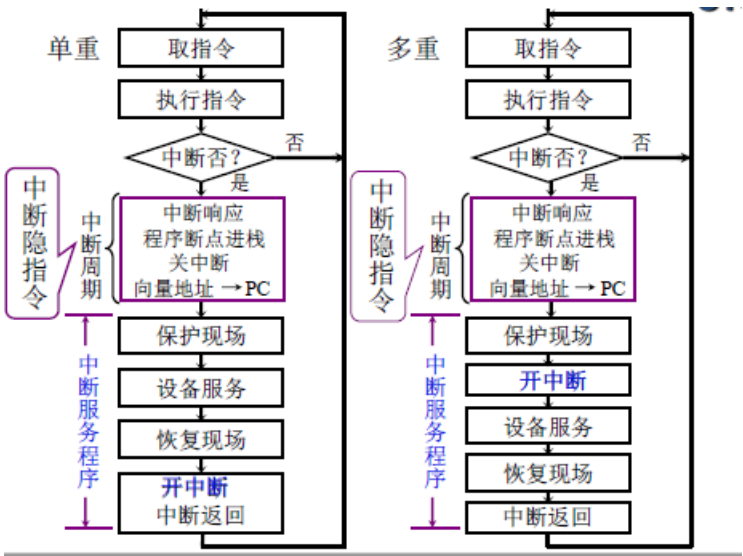 单重
取指令
执行指令
中断否?
否
是
中断隐指令
中断周期
中断响应
程序断点进栈
关中断
向量地址 → PC
中断服务程序
保护现场
设备服务
恢复现场
开中断
中断返回
多重
取指令
执行指令
中断否?
否
是
中断隐指令
中断周期
中断响应
程序断点进栈
关中断
向量地址 → PC
中断服务程序
保护现场
开中断
设备服务
恢复现场
中断返回